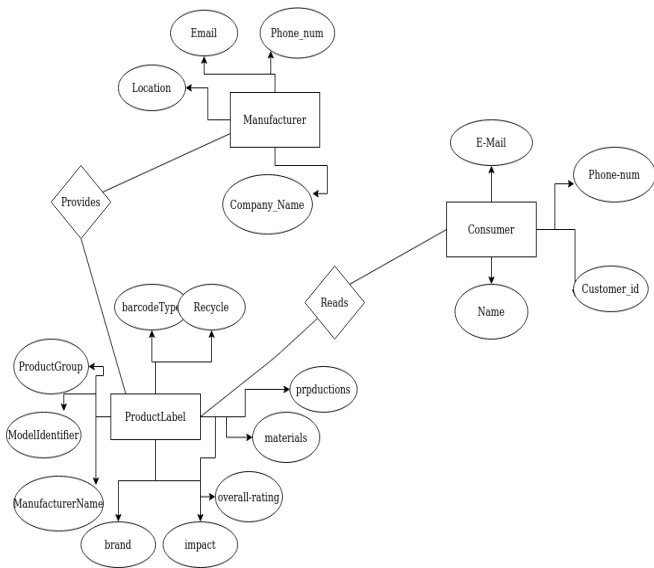 Email
Phone_num
Location
Manufacturer
E-Mail
Phone-num
Provides
Company_Name
Consumer
Customer_id
barcodeType
Recycle
Reads
Name
ProductGroup
prpductions
ProductLabel
ModelIdentifier
materials
ManufacturerName
overall-rating
brand
impact